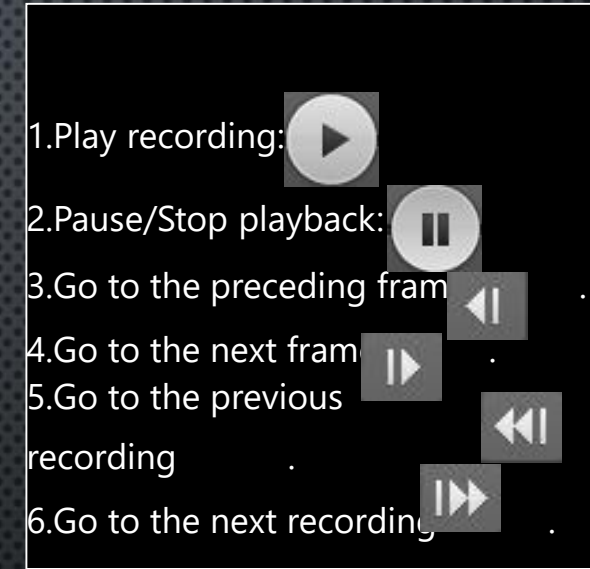 1.Play recording:
2.Pause/Stop playback:
3.Go to the preceding fram .
4.Go to the next fram .
5.Go to the previous
recording .
6.Go to the next recording .